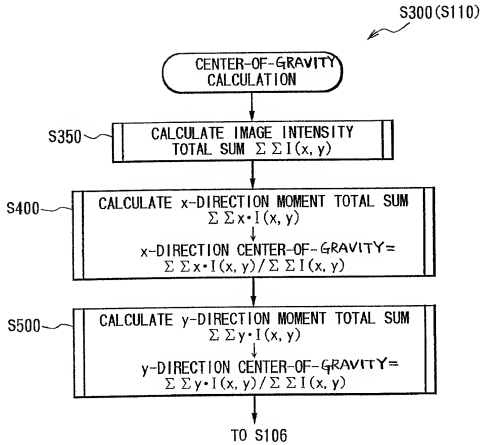 S300(S110)
CENTER-OF-GRAVITY
CALCULATION
S350
CALCULATE IMAGE INTENSITY
TOTAL SUM ΣΣI(x, y)
S400
CALCULATE x-DIRECTION MOMENT TOTAL SUM
ΣΣx•I(x, y)
↓
x-DIRECTION CENTER-OF-GRAVITY=
ΣΣx•I(x, y)/ΣΣI(x, y)
S500
CALCULATE y-DIRECTION MOMENT TOTAL SUM
ΣΣy•I(x, y)
↓
y-DIRECTION CENTER-OF-GRAVITY=
ΣΣy•I(x, y)/ΣΣI(x, y)
TO S106